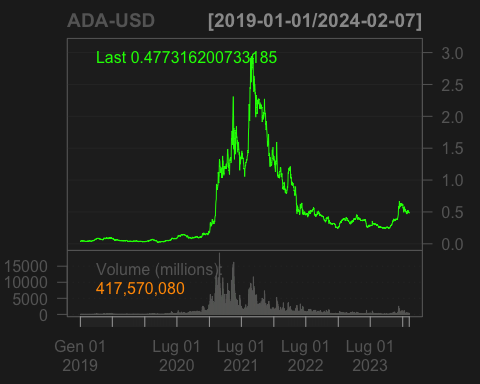 ADA-USD [2019-01-01/2024-02-07]
Last 0.477316200733185
3.0
2.5
2.0
1.5
1.0
0.5
0.0
Volume (millions):
417,570,080
15000
10000
5000
0
Gen 01 2019
Lug 01 2020
Lug 01 2021
Lug 01 2022
Lug 01 2023